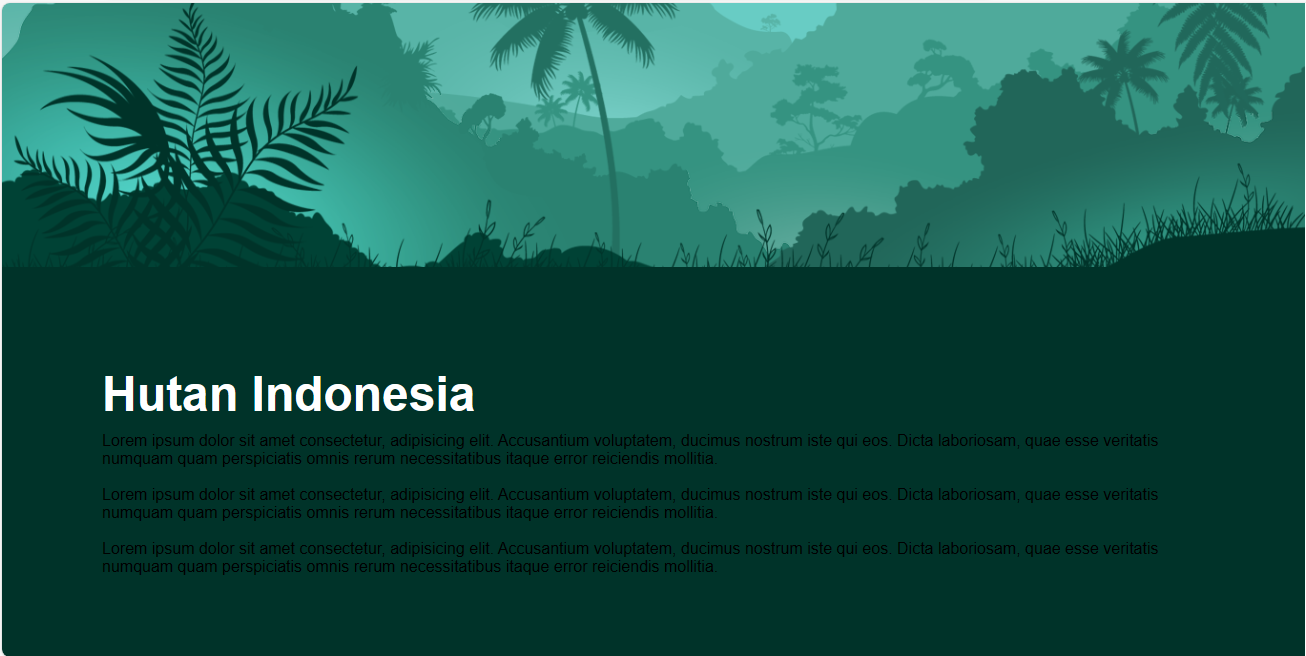 Hutan Indonesia
Lorem ipsum dolor sit amet consectetur, adipisicing elit. Accusantium voluptatem, ducimus nostrum iste qui eos. Dicta laboriosam, quae esse veritatis
numquam quam perspiciatis omnis rerum necessitatibus itaque error reiciendis mollitia.
Lorem ipsum dolor sit amet consectetur, adipisicing elit. Accusantium voluptatem, ducimus nostrum iste qui eos. Dicta laboriosam, quae esse veritatis
numquam quam perspiciatis omnis rerum necessitatibus itaque error reiciendis mollitia.
Lorem ipsum dolor sit amet consectetur, adipisicing elit. Accusantium voluptatem, ducimus nostrum iste qui eos. Dicta laboriosam, quae esse veritatis
numquam quam perspiciatis omnis rerum necessitatibus itaque error reiciendis mollitia.